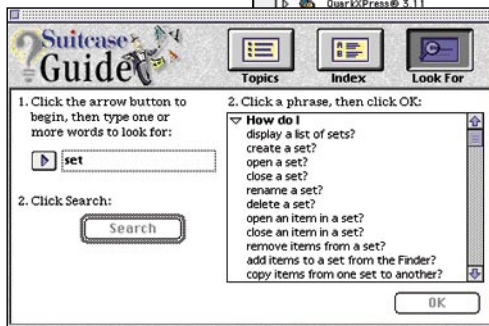 QuarkXPress® 3.11
Suitcase
Guide
Topics
Index
Look For
1. Click the arrow button to
begin, then type one or
more words to look for:
set
2. Click Search:
Search
2. Click a phrase, then click OK:
How do I
display a list of sets?
create a set?
open a set?
close a set?
rename a set?
delete a set?
open an item in a set?
close an item in a set?
remove items from a set?
add items to a set from the Finder?
copy items from one set to another?
OK